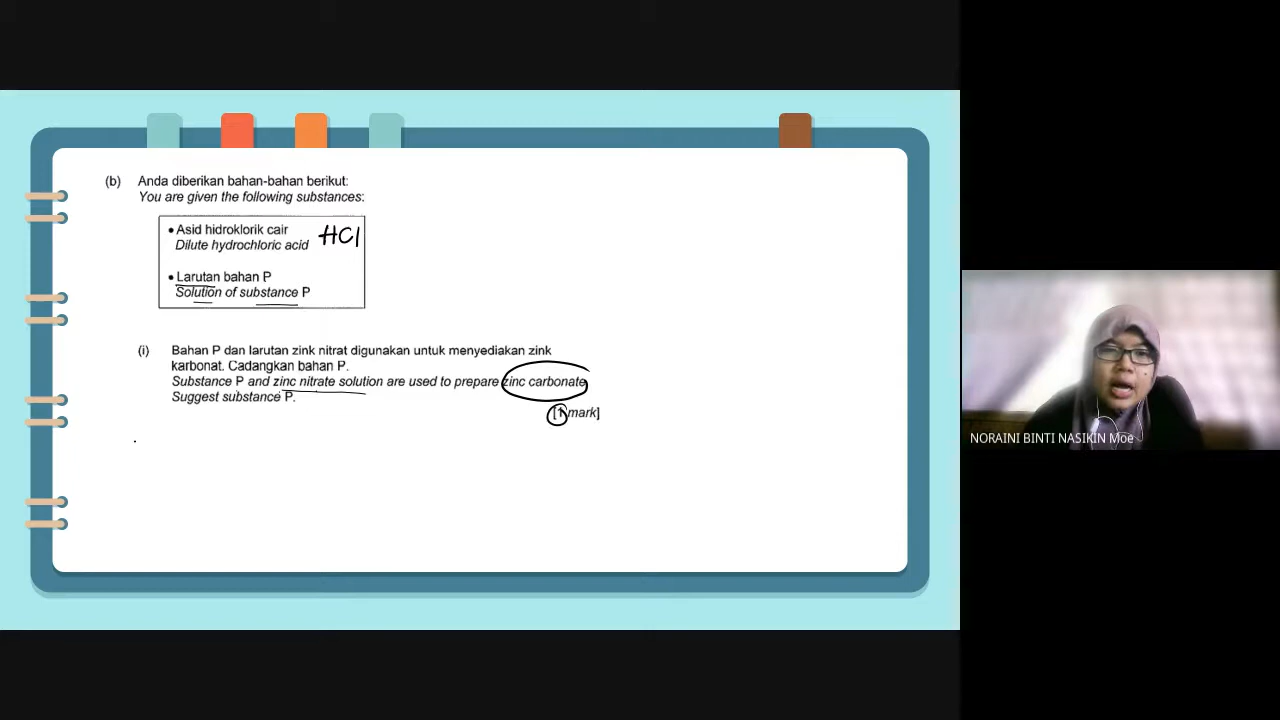 (b) Anda diberikan bahan-bahan berikut:
You are given the following substances:
• Asid hidroklorik cair HCl
Dilute hydrochloric acid
• Larutan bahan P
Solution of substance P
(i) Bahan P dan larutan zink nitrat digunakan untuk menyediakan zink
karbonat. Cadangkan bahan P.
Substance P and zinc nitrate solution are used to prepare zinc carbonate
Suggest substance P.
[1 mark]
NORAINI BINTI NASIKIN Moe